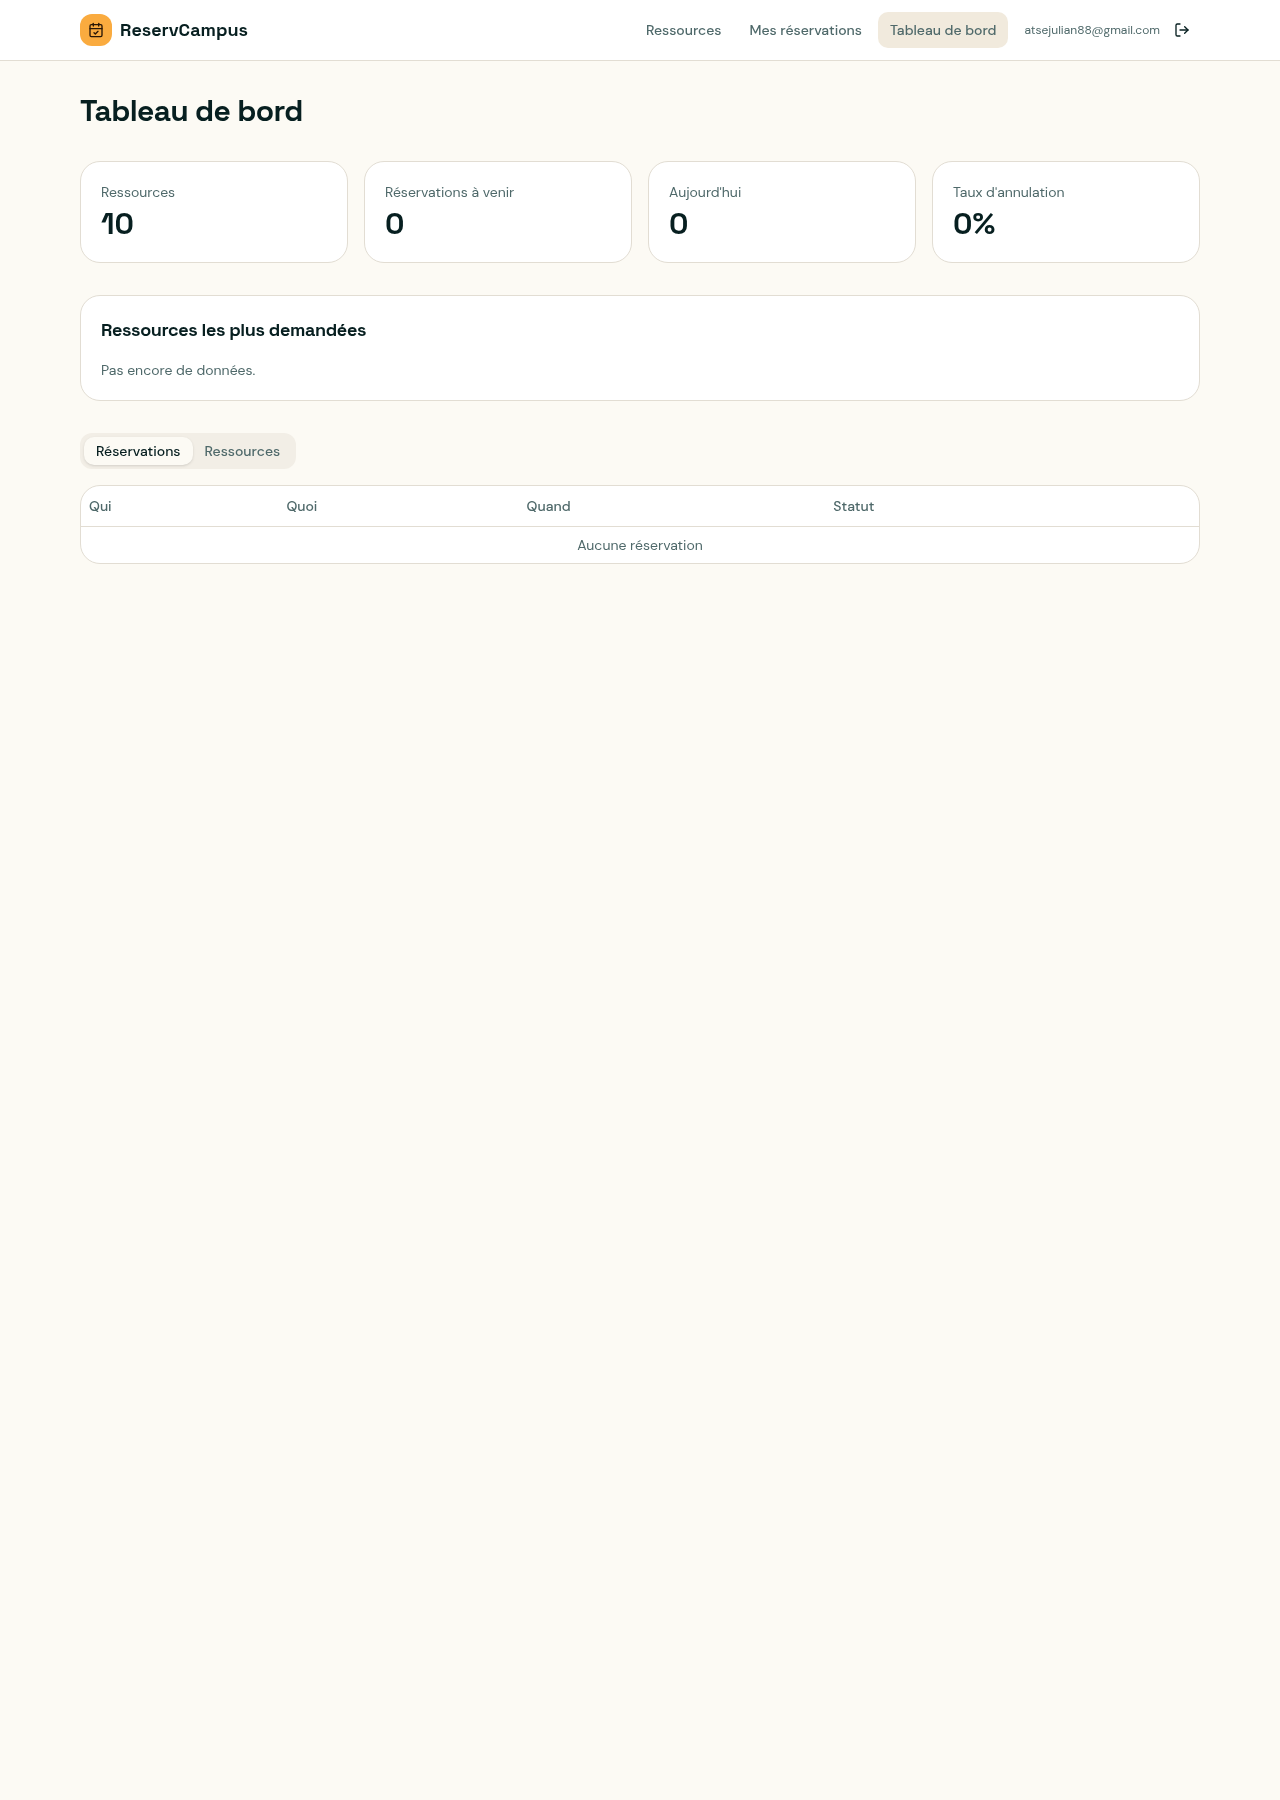 ReservCampus
Ressources
Mes réservations
Tableau de bord
atsejulian88@gmail.com
Tableau de bord
Ressources
10
Réservations à venir
0
Aujourd'hui
0
Taux d'annulation
0%
Ressources les plus demandées
Pas encore de données.
Réservations
Ressources
Qui
Quoi
Quand
Statut
Aucune réservation